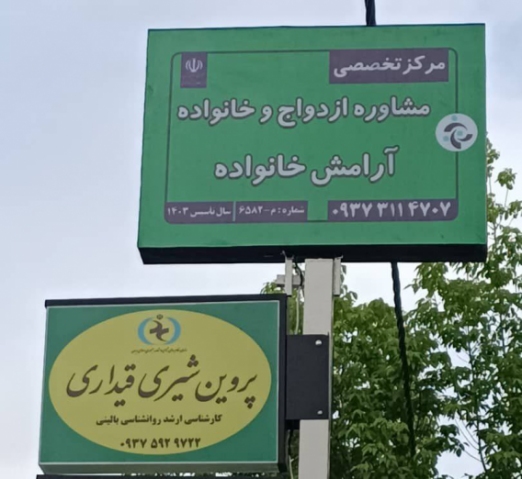 مرکز تخصصی
مشاوره ازدواج و خانواده
آرامش خانواده
۰۹۳۷ ۳۱۱ ۴۷۰۷
شماره: م-۶۵۸۲ | سال تاسیس ۱۴۰۳
پروین شیری قیداری
کارشناسی ارشد روانشناسی بالینی
۰۹۳۷ ۵۹۲ ۹۷۲۲